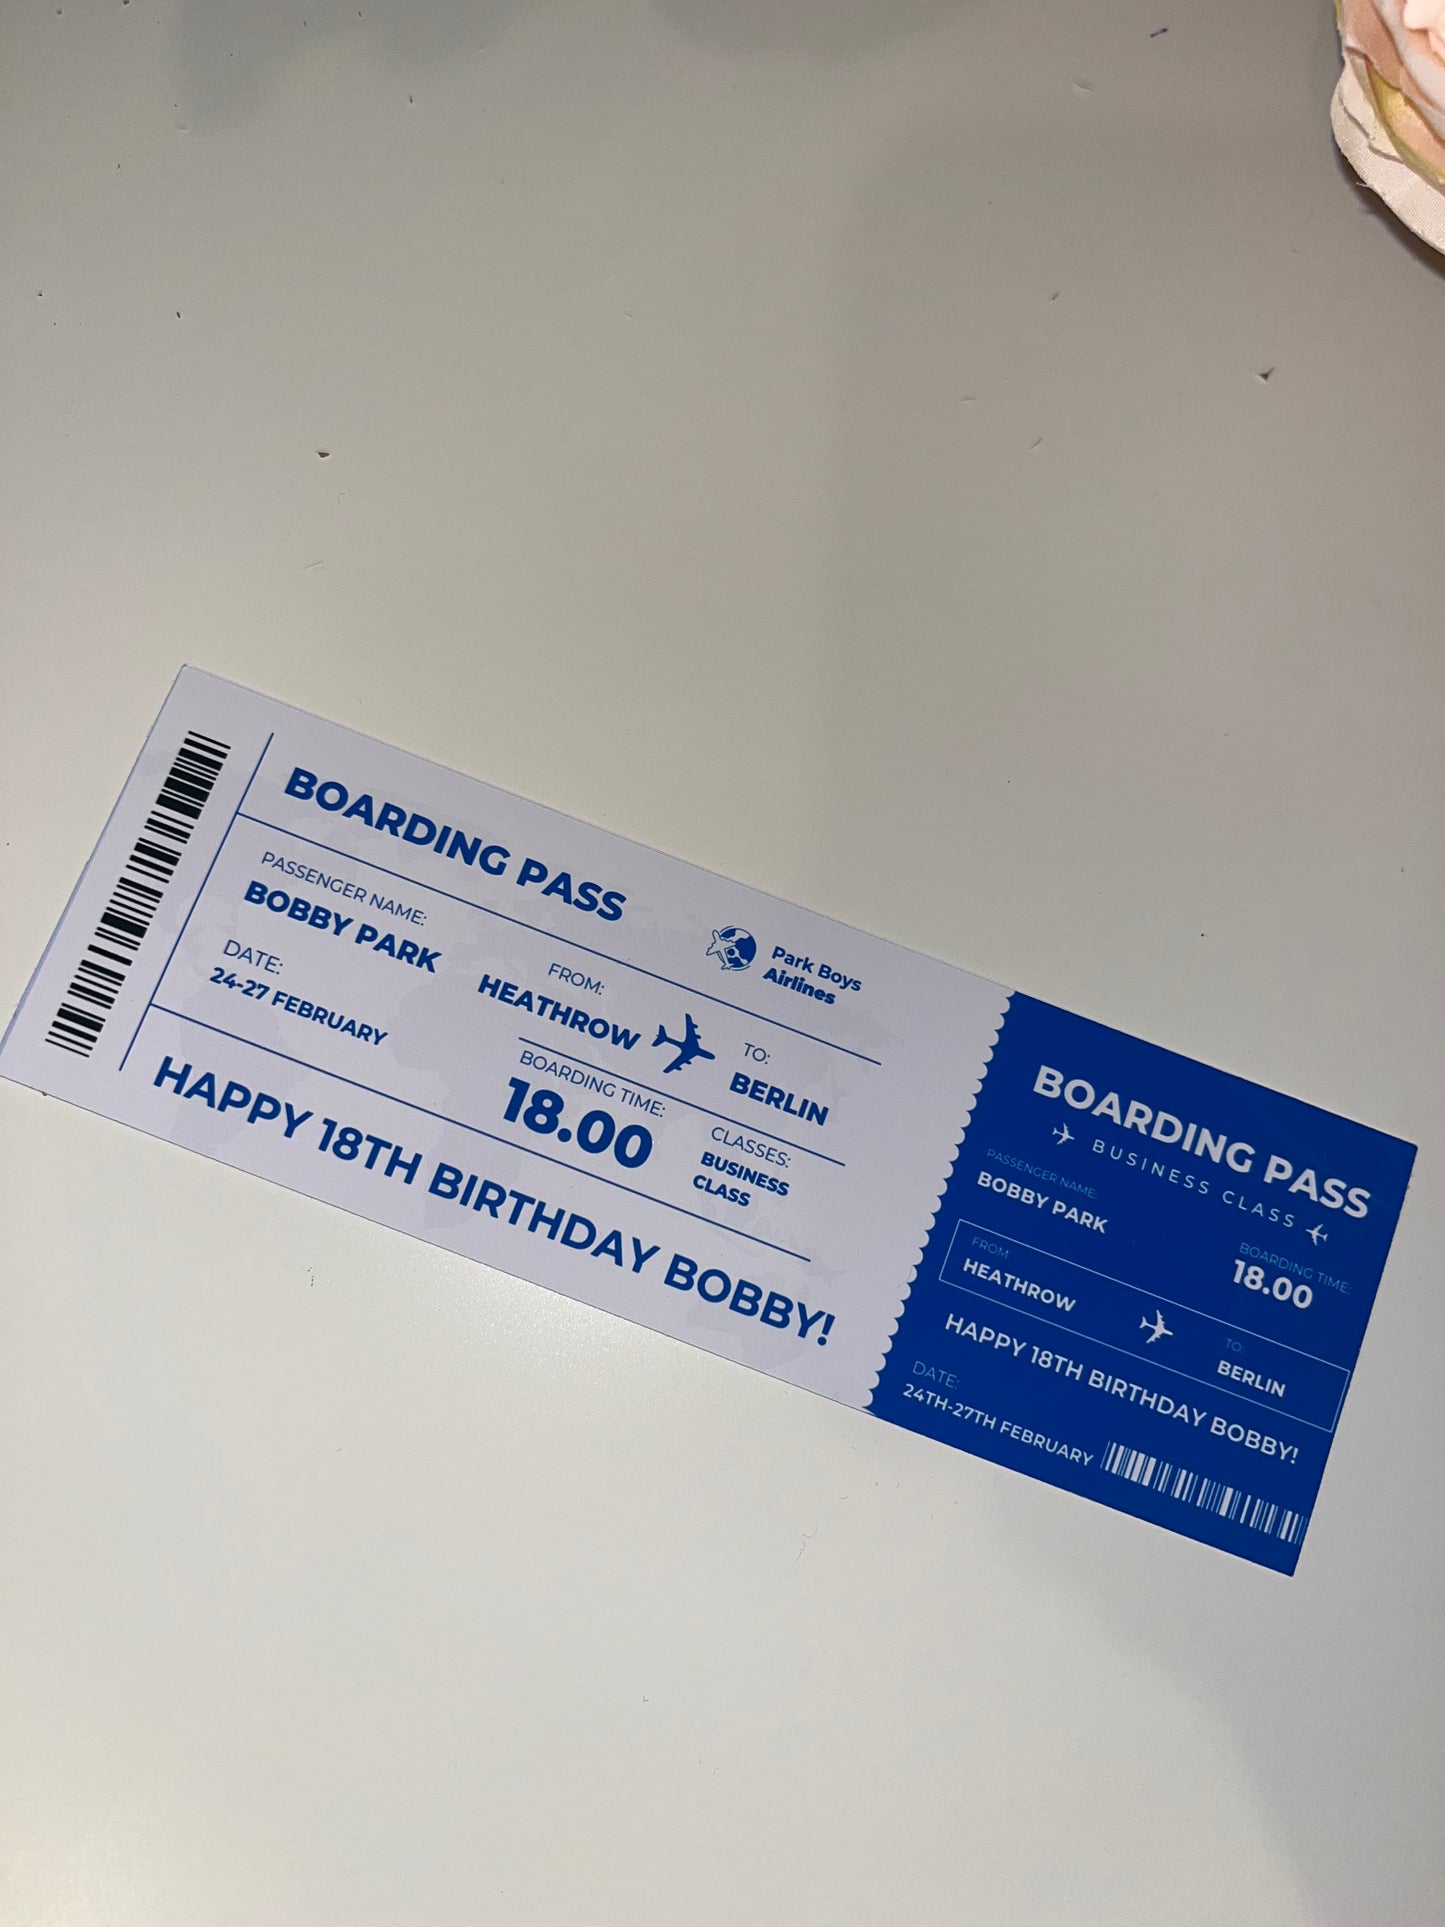 BOARDING PASS
Park Boys
Airlines
PASSENGER NAME:
BOBBY PARK
FROM:
HEATHROW
TO:
BERLIN
DATE:
24-27 FEBRUARY
BOARDING TIME:
18.00
CLASSES:
BUSINESS
CLASS
HAPPY 18TH BIRTHDAY BOBBY!
BOARDING PASS
BUSINESS CLASS
PASSENGER NAME:
BOBBY PARK
BOARDING TIME:
18.00
FROM
HEATHROW
TO:
BERLIN
HAPPY 18TH BIRTHDAY BOBBY!
DATE:
24TH-27TH FEBRUARY